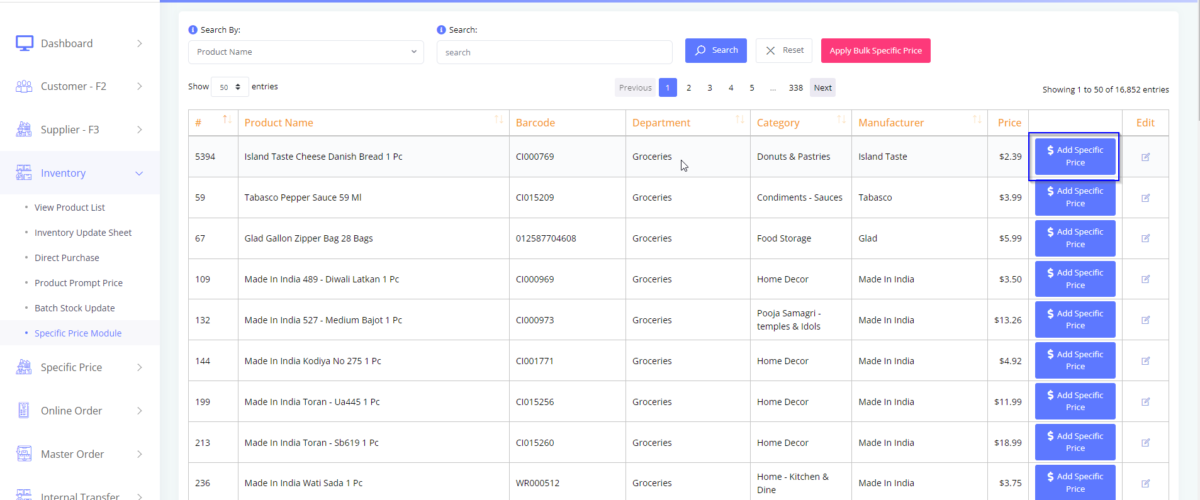 Dashboard
Customer - F2
Supplier - F3
Inventory
View Product List
Inventory Update Sheet
Direct Purchase
Product Prompt Price
Batch Stock Update
Specific Price Module
Specific Price
Online Order
Master Order
Internal Transfer
Search By:
Product Name
Search:
search
Search
Reset
Apply Bulk Specific Price
Show 50 entries
Previous 1 2 3 4 5 ... 338 Next
Showing 1 to 50 of 16,852 entries
# Product Name Barcode Department Category Manufacturer Price Edit
5394 Island Taste Cheese Danish Bread 1 Pc CI000769 Groceries Donuts & Pastries Island Taste $2.39 $ Add Specific
Price
59 Tabasco Pepper Sauce 59 Ml CI015209 Groceries Condiments - Sauces Tabasco $3.99 $ Add Specific
Price
67 Glad Gallon Zipper Bag 28 Bags 012587704608 Groceries Food Storage Glad $5.99 $ Add Specific
Price
109 Made In India 489 - Diwali Latkan 1 Pc CI000969 Groceries Home Decor Made In India $3.50 $ Add Specific
Price
132 Made In India 527 - Medium Bajot 1 Pc CI000973 Groceries Pooja Samagri -
temples & Idols Made In India $13.26 $ Add Specific
Price
144 Made In India Kodiya No 275 1 Pc CI001771 Groceries Home Decor Made In India $4.92 $ Add Specific
Price
199 Made In India Toran - Ua445 1 Pc CI015256 Groceries Home Decor Made In India $11.99 $ Add Specific
Price
213 Made In India Toran - Sb619 1 Pc CI015260 Groceries Home Decor Made In India $18.99 $ Add Specific
Price
236 Made In India Wati Sada 1 Pc WR000512 Groceries Home - Kitchen &
Dine Made In India $3.75 $ Add Specific
Price